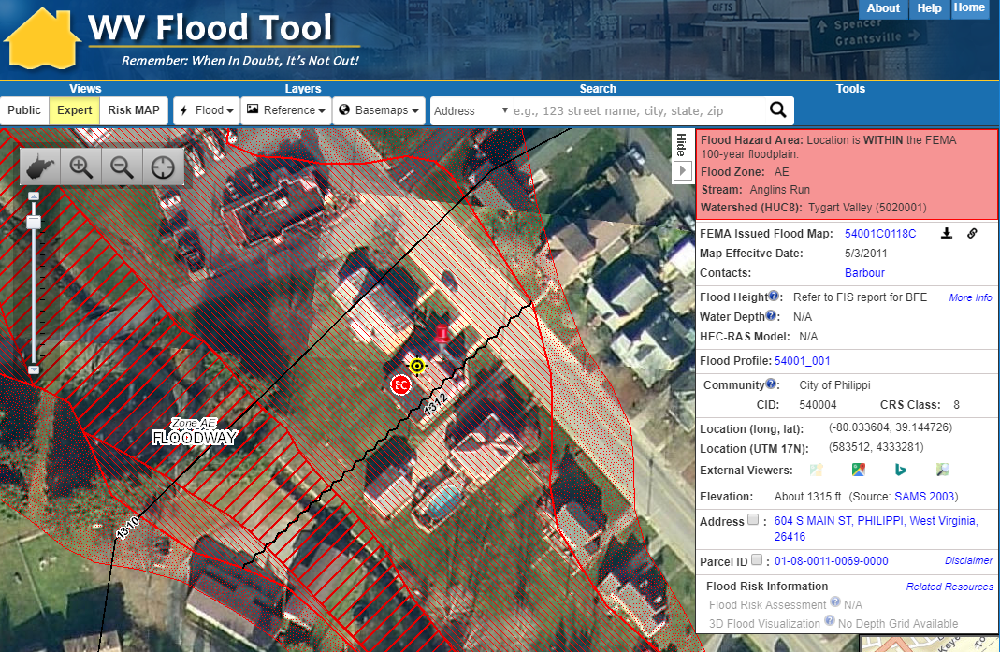 WV Flood Tool
Remember: When In Doubt, It's Not Out!
GIFTS
Spencer
Grantsville
About Help Home
Views Layers Search Tools
Public Expert Risk MAP Flood Reference Basemaps Address e.g., 123 street name, city, state, zip
Hide
Flood Hazard Area: Location is WITHIN the FEMA
100-year floodplain.
Flood Zone: AE
Stream: Anglins Run
Watershed (HUC8): Tygart Valley (5020001)
FEMA Issued Flood Map: 54001C0118C
Map Effecitve Date: 5/3/2011
Contacts: Barbour
Flood Height: Refer to FIS report for BFE More Info
Water Depth: N/A
HEC-RAS Model: N/A
Flood Profile: 54001_001
Community: City of Philippi
CID: 540004 CRS Class: 8
Location (long, lat): (-80.033604, 39.144726)
Location (UTM 17N): (583512, 4333281)
External Viewers:
Elevation: About 1315 ft (Source: SAMS 2003)
Address : 604 S MAIN ST, PHILIPPI, West Virginia,
26416
Parcel ID : 01-08-0011-0069-0000 Disclaimer
Flood Risk Information Related Resources
Flood Risk Assessment N/A
3D Flood Visualization No Depth Grid Available
EC
1312
Zone AE
FLOODWAY
1310